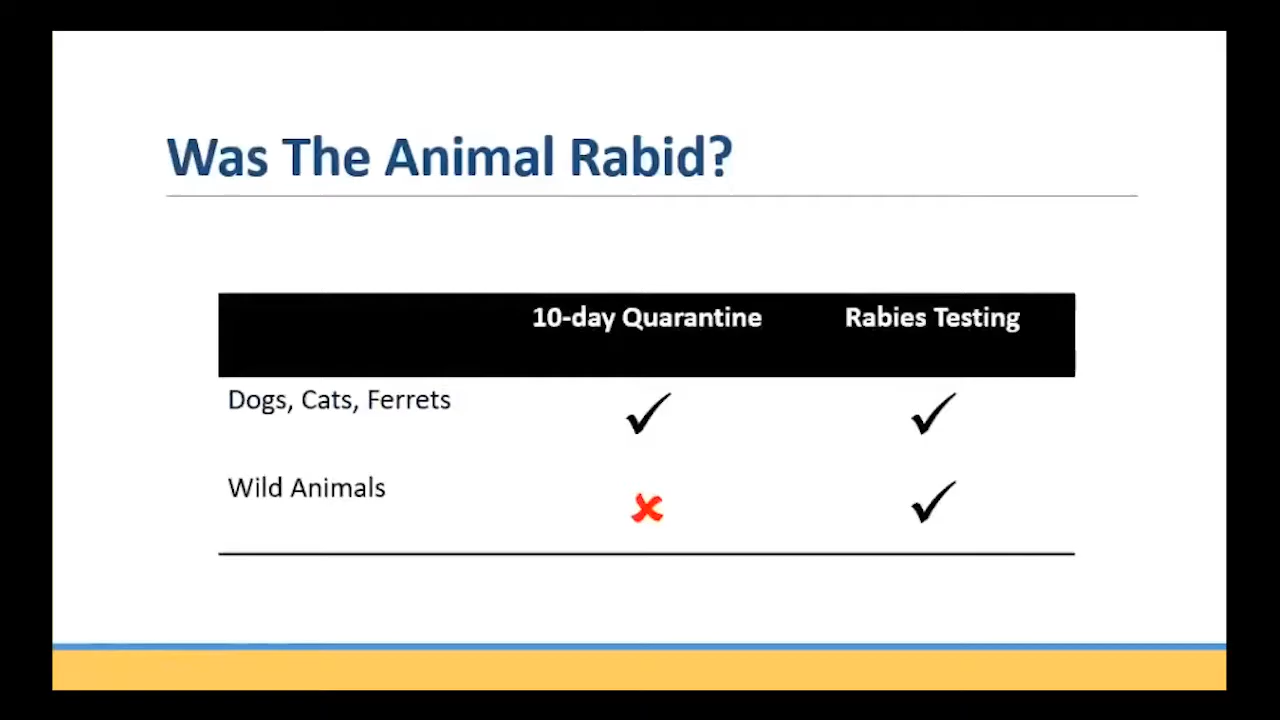 Was The Animal Rabid?
10-day Quarantine Rabies Testing
Dogs, Cats, Ferrets ✓ ✓
Wild Animals ✘ ✓